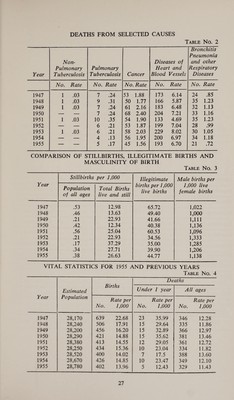 DEATHS FROM SELECTED CAUSES
TABLE NO. 2
Year Non-Pulmonary Tuberculosis Pulmonary Tuberculosis Cancer Diseases of Heart and Blood Vessels Bronchitis Pneumonia and other Respiratory Diseases
No. Rate No. Rate No. Rate No. Rate No. Rate
1947 1 .03 7 .24 53 1.88 173 6.14 24 .85
1948 1 .03 9 .31 50 1.77 166 5.87 35 1.23
1949 1 .03 7 .24 61 2.16 183 6.48 32 1.13
1950 — — 7 .24 68 2.40 204 7.21 33 1.16
1951 1 .03 10 .35 54 1.90 133 4.69 35 1.23
1952 — — 6 .21 53 1.87 199 7.04 28 .99
1953 1 .03 6 .21 58 2.03 229 8.02 30 1.05
1954 — — 4 .13 56 1.95 200 6.97 34 1.18
1955 — — 5 .17 45 1.56 193 6.70 21 .72
COMPARISON OF STILLBIRTHS, ILLEGITIMATE BIRTHS AND
MASCULINITY OF BIRTH
TABLE NO. 3
Year Stillbirths per 1,000 Illegitimate births per 1,000 live births Male births per 1,000 live female births
Population of all ages Total Births live and still
1947 .53 22.98 65.72 1,022
1948 .46 13.63 49.40 1,000
1949 .21 22.93 41.66 1,111
1950 .42 12.34 40.38 1,136
1951 .56 23.04 60.53 1,096
1952 .21 22.93 34.56 1,333
1953 .17 37.29 35.00 1,285
1954 .34 27.71 39.90 1,206
1955 .38 26.63 44.77 1,138
VITAL STATISTICS FOR 1955 AND PREVIOUS YEARS
TABLE NO. 4
Year Estimated Population Births Deaths
Under 1 year All ages
No. Rate per 1,000 No. Rate per 1,000 No. Rate per 1,000
1947 28,170 639 22.68 23 35.99 346 12.28
1948 28,240 506 17.91 15 29.64 335 11.86
1949 28,200 456 16.20 15 32.89 366 12.97
1950 28,290 421 14.88 15 35.62 381 13.46
1951 28,360 413 14.55 12 29.05 361 12.72
1952 28,250 434 15.36 10 23.04 334 11.82
1953 28,520 400 14.02 7 17.5 388 13.60
1954 28,670 426 14.85 10 23.47 349 12.10
1955 28,780 402 13.96 5 12.43 329 11.43
27